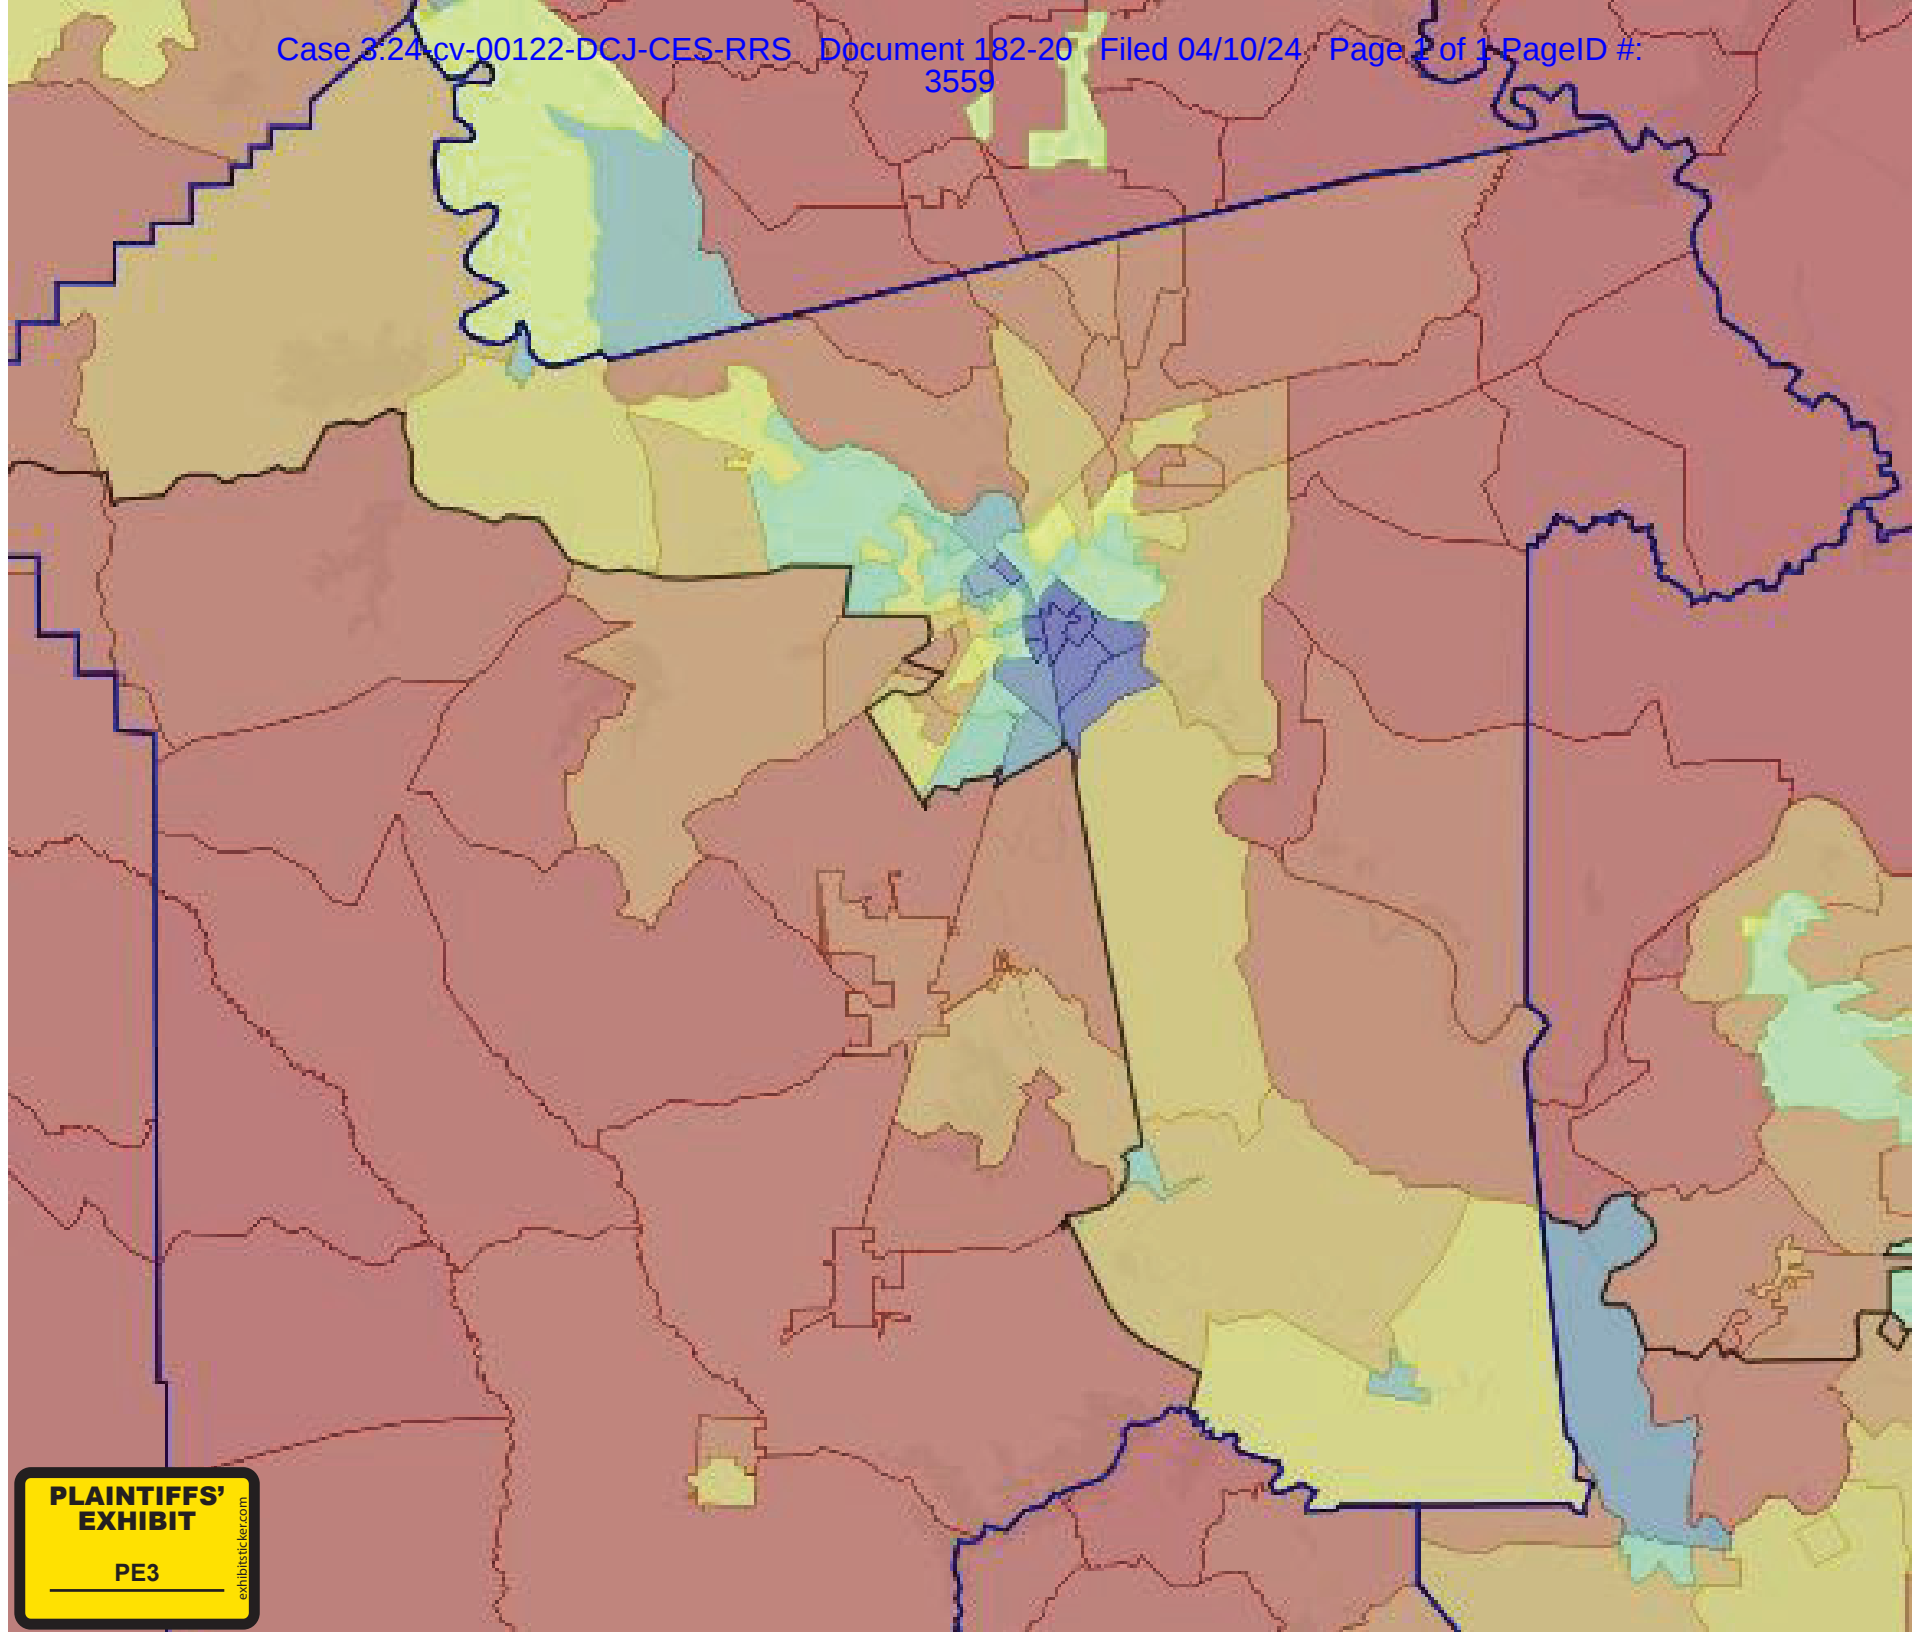 Case 3:24-cv-00122-DCJ-CES-RRS Document 182-20 Filed 04/10/24 Page 1 of 1 PageID #:
3559
PLAINTIFFS'
EXHIBIT
PE3
exhibitsticker.com